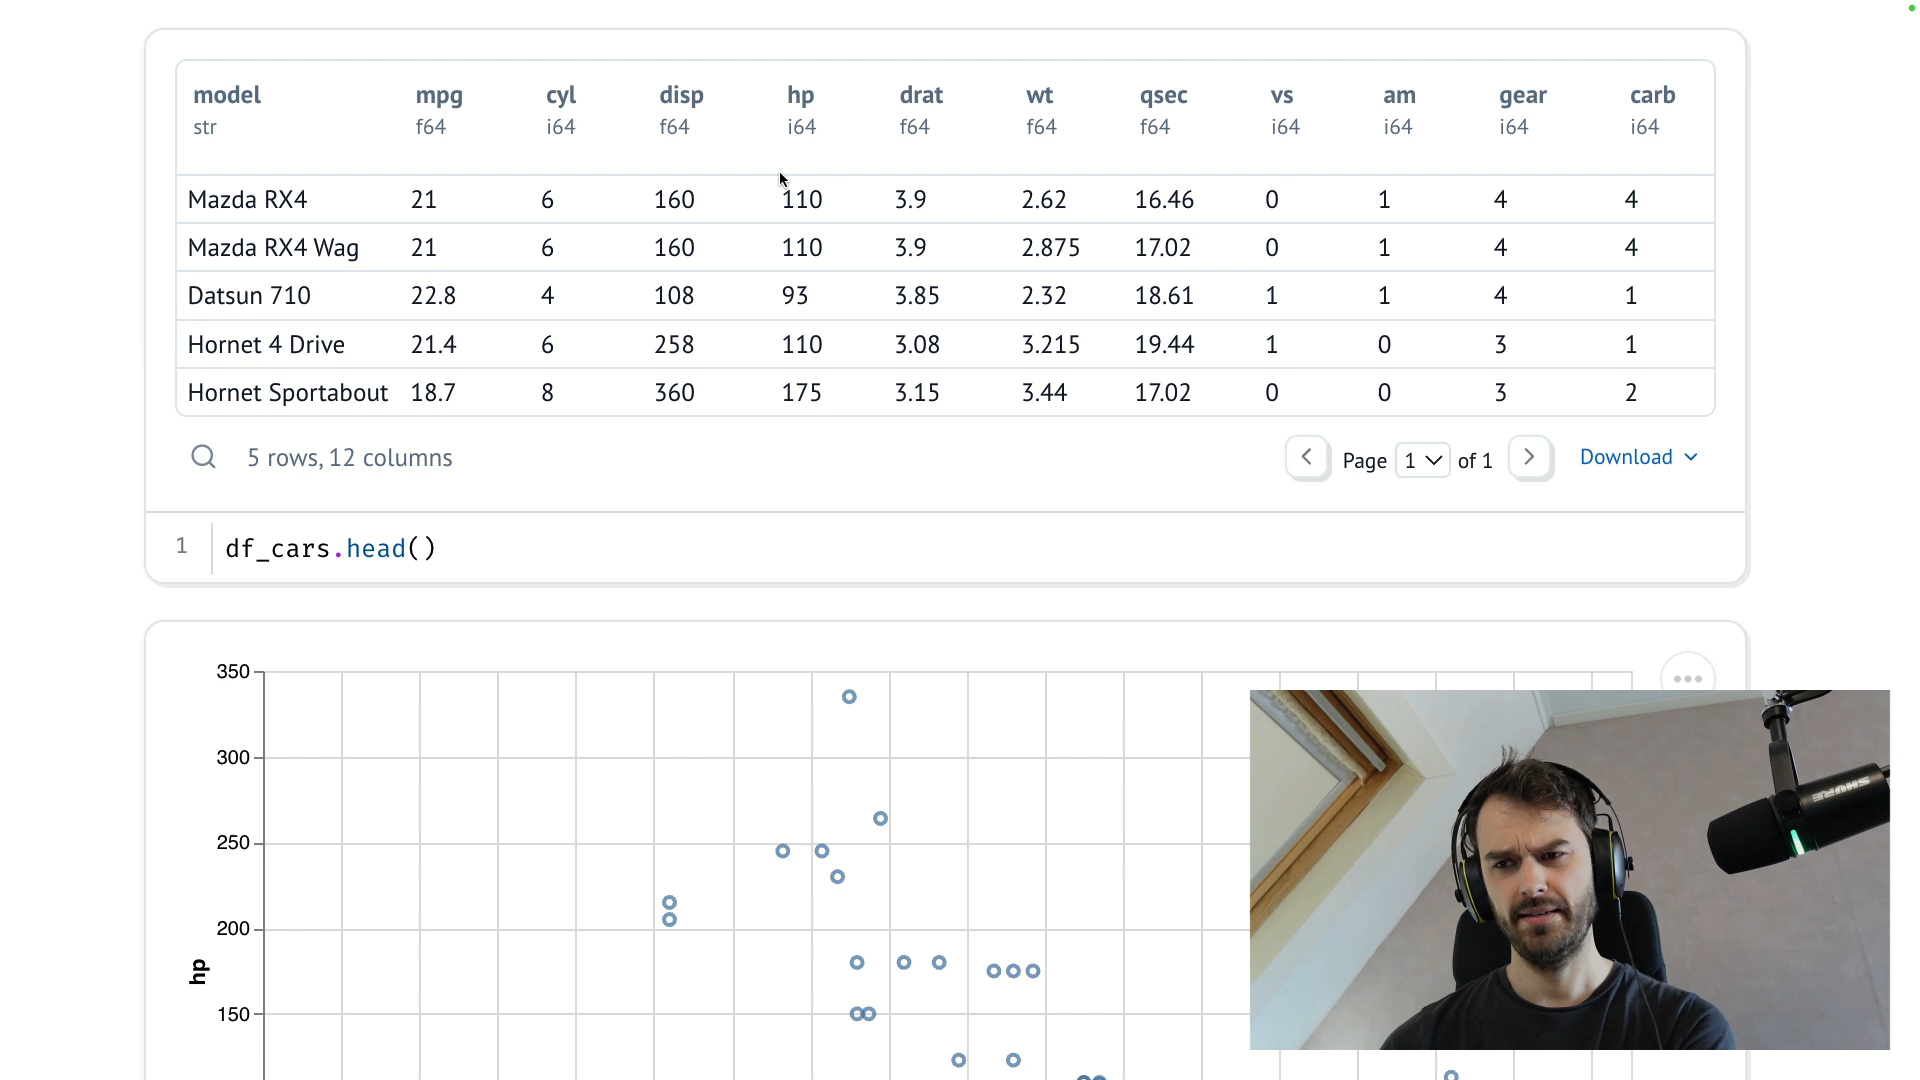 model mpg cyl disp hp drat wt qsec vs am gear carb
str f64 i64 f64 i64 f64 f64 f64 i64 i64 i64 i64
Mazda RX4 21 6 160 110 3.9 2.62 16.46 0 1 4 4
Mazda RX4 Wag 21 6 160 110 3.9 2.875 17.02 0 1 4 4
Datsun 710 22.8 4 108 93 3.85 2.32 18.61 1 1 4 1
Hornet 4 Drive 21.4 6 258 110 3.08 3.215 19.44 1 0 3 1
Hornet Sportabout 18.7 8 360 175 3.15 3.44 17.02 0 0 3 2
5 rows, 12 columns
Page 1 of 1
Download
1 df_cars.head()
350
300
250
200
150
hp
SHURE